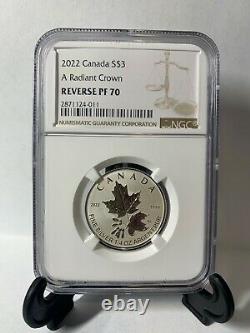 2022 Canada S$3
A Radiant Crown
REVERSE PF 70
2871124-011
NUMISMATIC GUARANTY CORPORATION
NGC
CANADA
2022
FINE SILVER 1/4 OZ ARGENT PUR